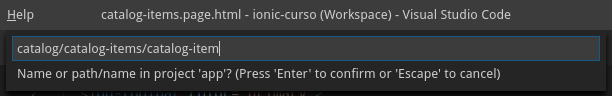 Help catalog-items.page.html - ionic-curso (Workspace) - Visual Studio Code
catalog/catalog-items/catalog-item
Name or path/name in project 'app'? (Press 'Enter' to confirm or 'Escape' to cancel)